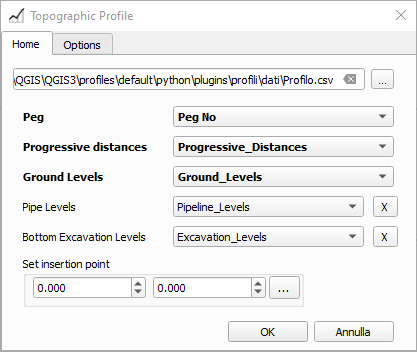 Topographic Profile
Home Options
\QGIS\QGIS3\profiles\default\python\plugins\profili\dati\Profilo.csv ...
Peg Peg No
Progressive distances Progressive_Distances
Ground Levels Ground_Levels
Pipe Levels Pipeline_Levels X
Bottom Excavation Levels Excavation_Levels X
Set insertion point
0.000 0.000 ...
OK Annulla